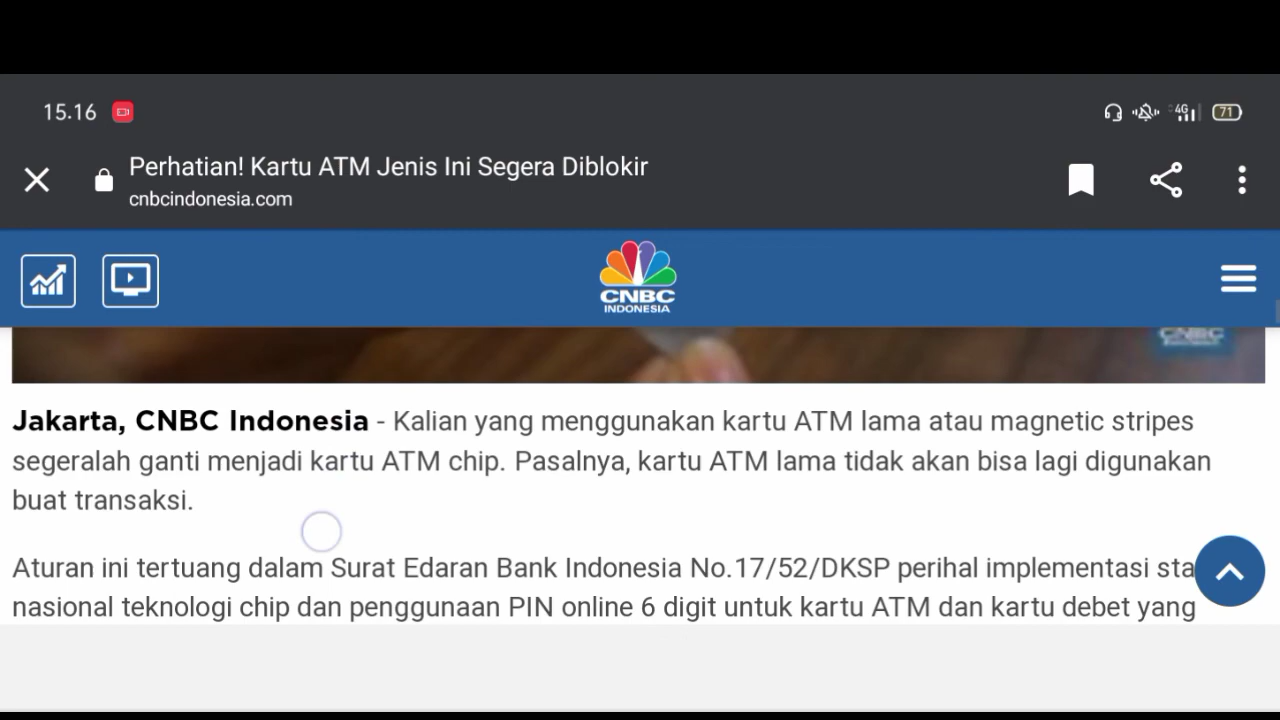 15.16
4G
71
Perhatian! Kartu ATM Jenis Ini Segera Diblokir
cnbcindonesia.com
CNBC
INDONESIA
CNBC
Jakarta, CNBC Indonesia - Kalian yang menggunakan kartu ATM lama atau magnetic stripes
segeralah ganti menjadi kartu ATM chip. Pasalnya, kartu ATM lama tidak akan bisa lagi digunakan
buat transaksi.
Aturan ini tertuang dalam Surat Edaran Bank Indonesia No.17/52/DKSP perihal implementasi sta
nasional teknologi chip dan penggunaan PIN online 6 digit untuk kartu ATM dan kartu debet yang